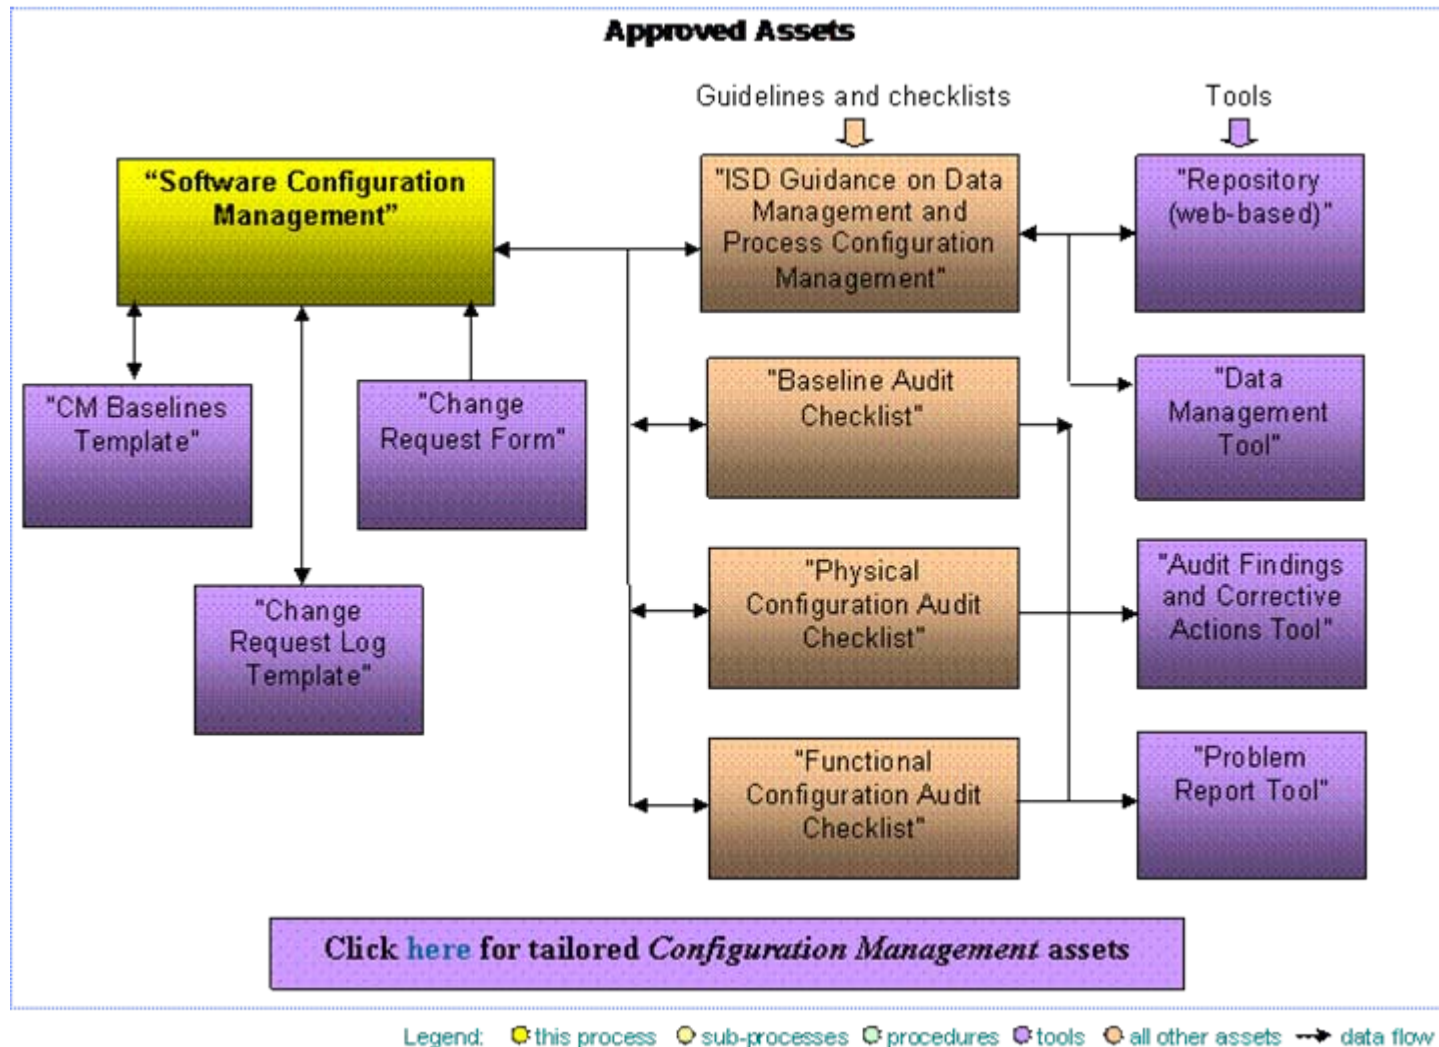 Approved Assets
Guidelines and checklists
Tools
“Software Configuration
Management”
"ISD Guidance on Data
Management and
Process Configuration
Management"
"Repository
(web-based)"
"CM Baselines
Template"
"Change
Request Form"
"Baseline Audit
Checklist"
"Data
Management
Tool"
"Change
Request Log
Template"
"Physical
Configuration Audit
Checklist"
"Audit Findings
and Corrective
Actions Tool"
"Functional
Configuration Audit
Checklist"
"Problem
Report Tool"
Click here for tailored Configuration Management assets
Legend: this process sub-processes procedures tools all other assets data flow